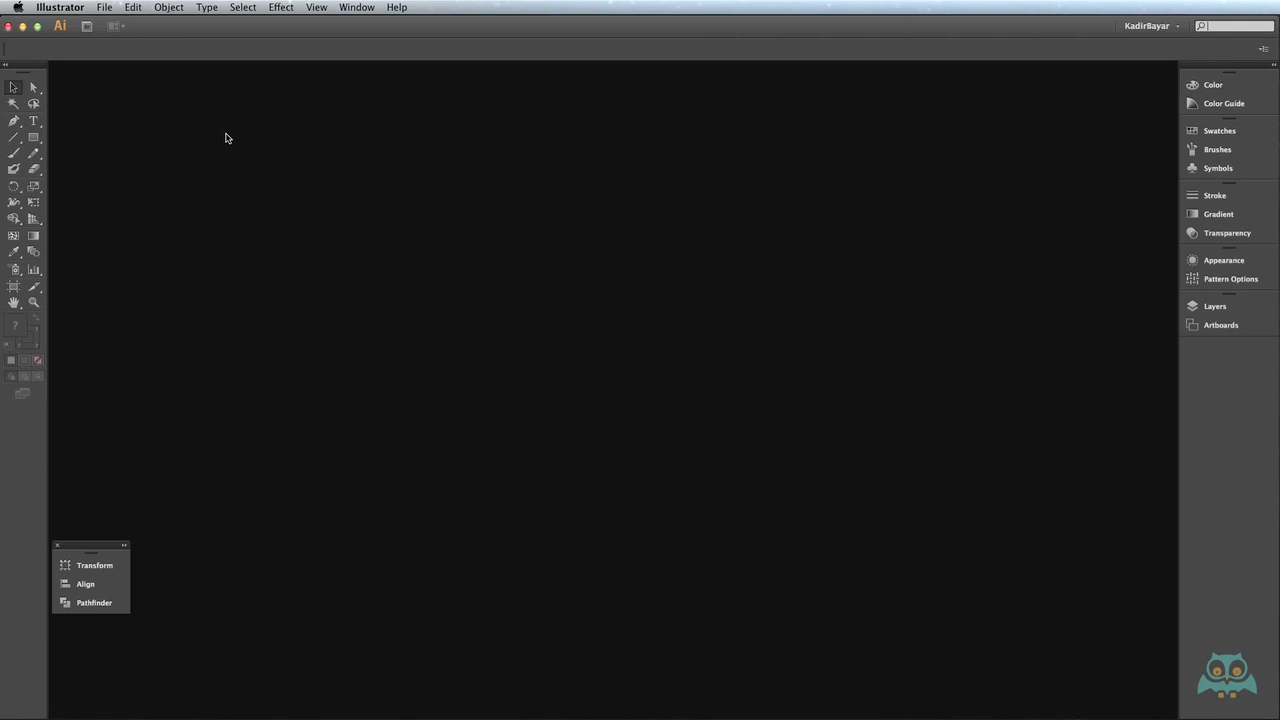 Illustrator File Edit Object Type Select Effect View Window Help
Ai KadirBayar
T
?
Color
Color Guide
Swatches
Brushes
Symbols
Stroke
Gradient
Transparency
Appearance
Pattern Options
Layers
Artboards
Transform
Align
Pathfinder